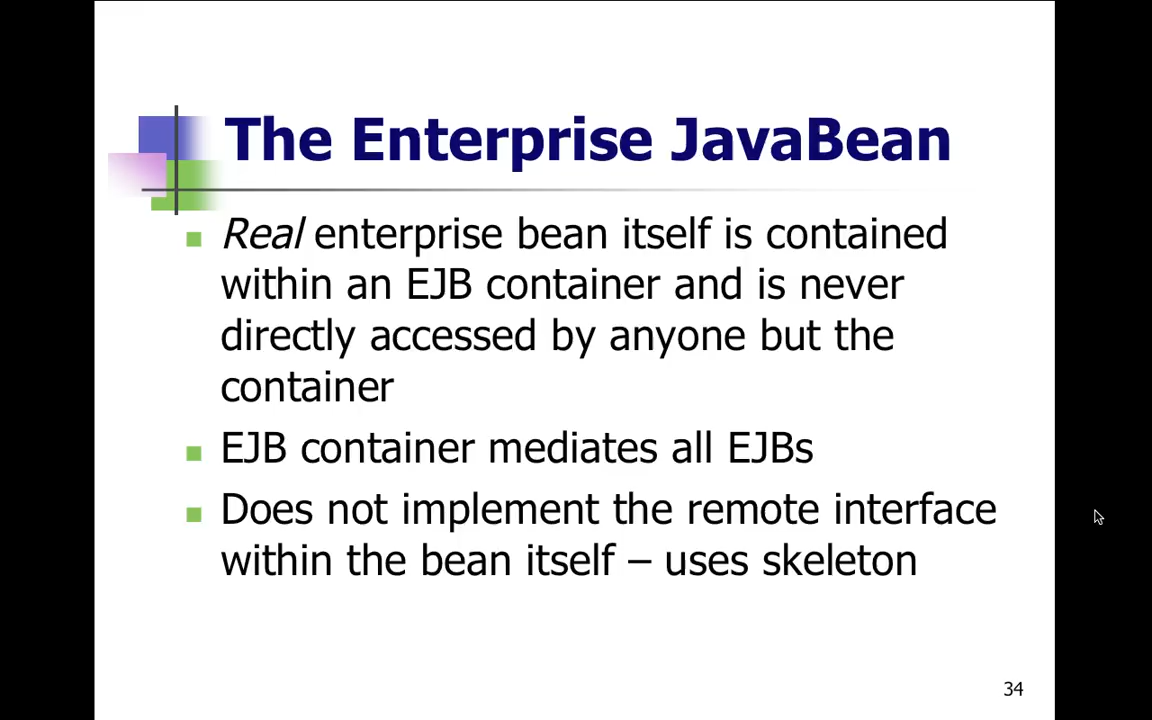 The Enterprise JavaBean
Real enterprise bean itself is contained
within an EJB container and is never
directly accessed by anyone but the
container
EJB container mediates all EJBs
Does not implement the remote interface
within the bean itself – uses skeleton
34